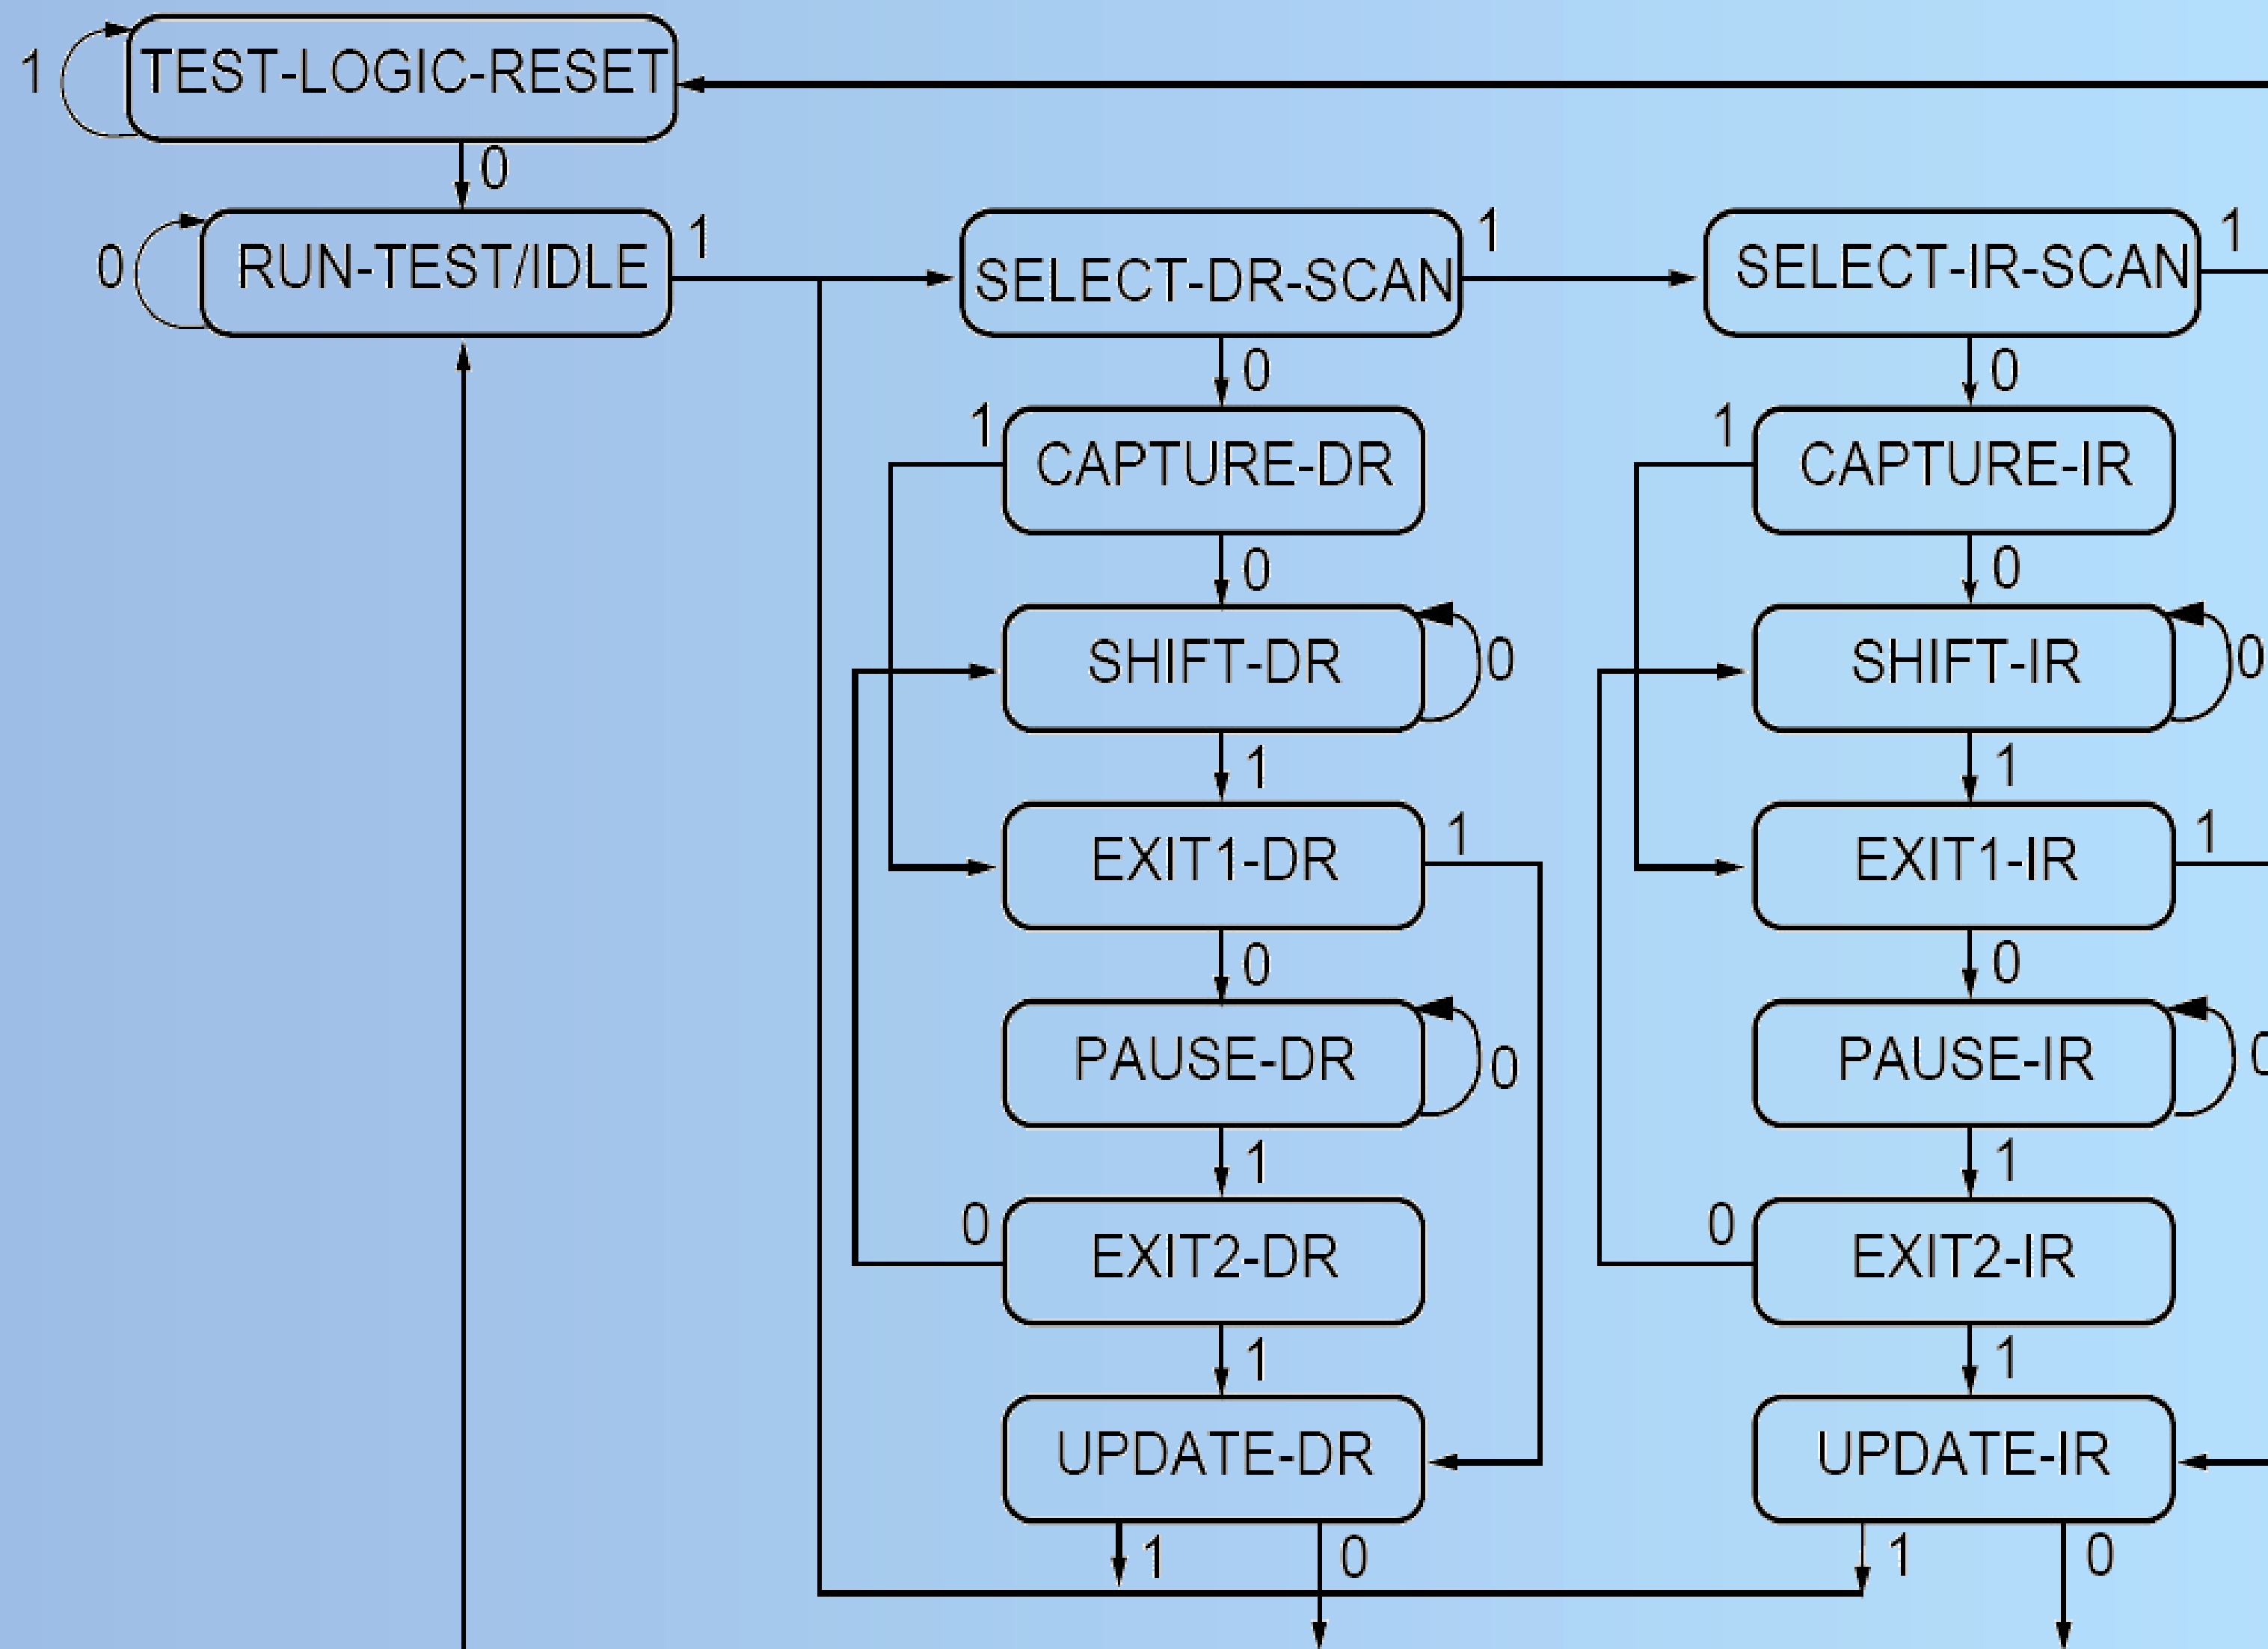 1
TEST-LOGIC-RESET
0
0
RUN-TEST/IDLE
1
SELECT-DR-SCAN
1
SELECT-IR-SCAN
1
0
0
1
CAPTURE-DR
1
CAPTURE-IR
0
0
SHIFT-DR
0
SHIFT-IR
0
1
1
EXIT1-DR
1
EXIT1-IR
1
0
0
PAUSE-DR
0
PAUSE-IR
0
1
1
0
EXIT2-DR
0
EXIT2-IR
1
1
UPDATE-DR
UPDATE-IR
1
0
1
0